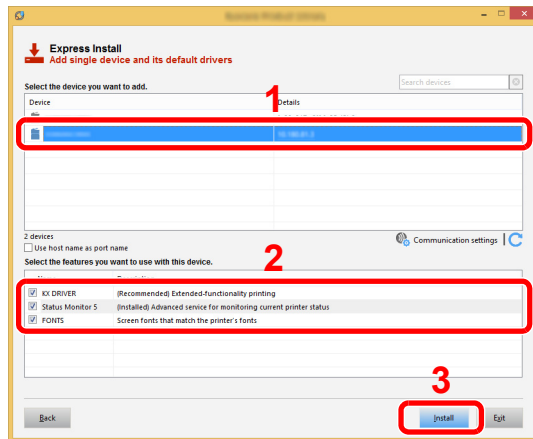 Express Install
Add single device and its default drivers
Select the device you want to add.
Search devices
1
Device Details
2 devices
Communication settings
Use host name as port name
2
Select the features you want to use with this device.
KX DRIVER (Recommended) Extended-functionality printing
Status Monitor 5 (Installed) Advanced service for monitoring current printer status
FONTS Screen fonts that match the printer's fonts
3
Back Install Exit